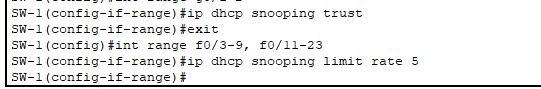 SW-1(config-if-range)#ip dhcp snooping trust
SW-1(config-if-range)#exit
SW-1(config)#int range f0/3-9, f0/11-23
SW-1(config-if-range)#ip dhcp snooping limit rate 5
SW-1(config-if-range)#